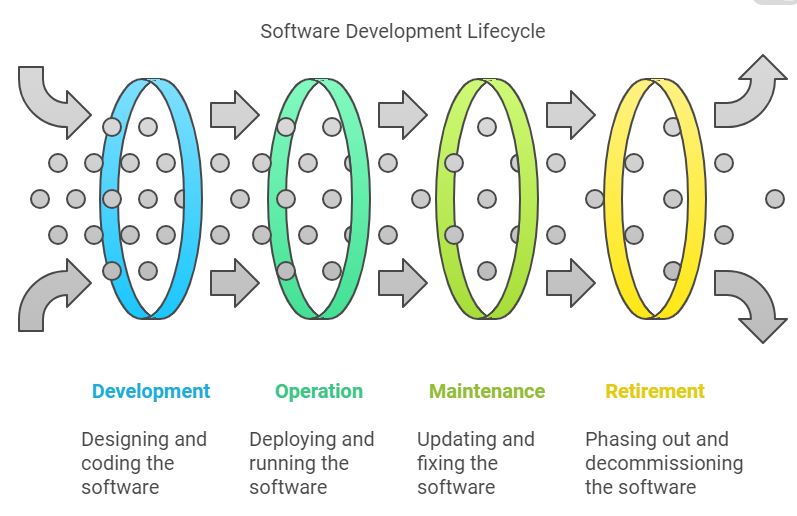 Software Development Lifecycle
Development
Operation
Maintenance
Retirement
Designing and
coding the
software
Deploying and
running the
software
Updating and
fixing the
software
Phasing out and
decommissioning
the software